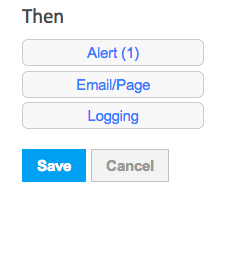 Then
Alert (1)
Email/Page
Logging
Save Cancel